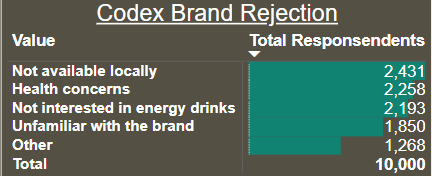 Codex Brand Rejection
Value Total Responsendents
Not available locally 2,431
Health concerns 2,258
Not interested in energy drinks 2,193
Unfamiliar with the brand 1,850
Other 1,268
Total 10,000